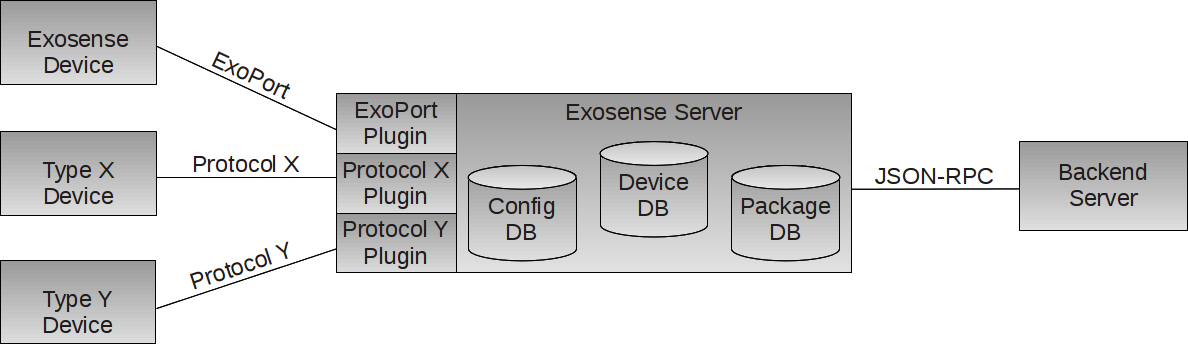 Exosense
Device
ExoPort
Type X
Device
Protocol X
Type Y
Device
Protocol Y
ExoPort
Plugin
Protocol X
Plugin
Protocol Y
Plugin
Exosense Server
Config
DB
Device
DB
Package
DB
JSON-RPC
Backend
Server